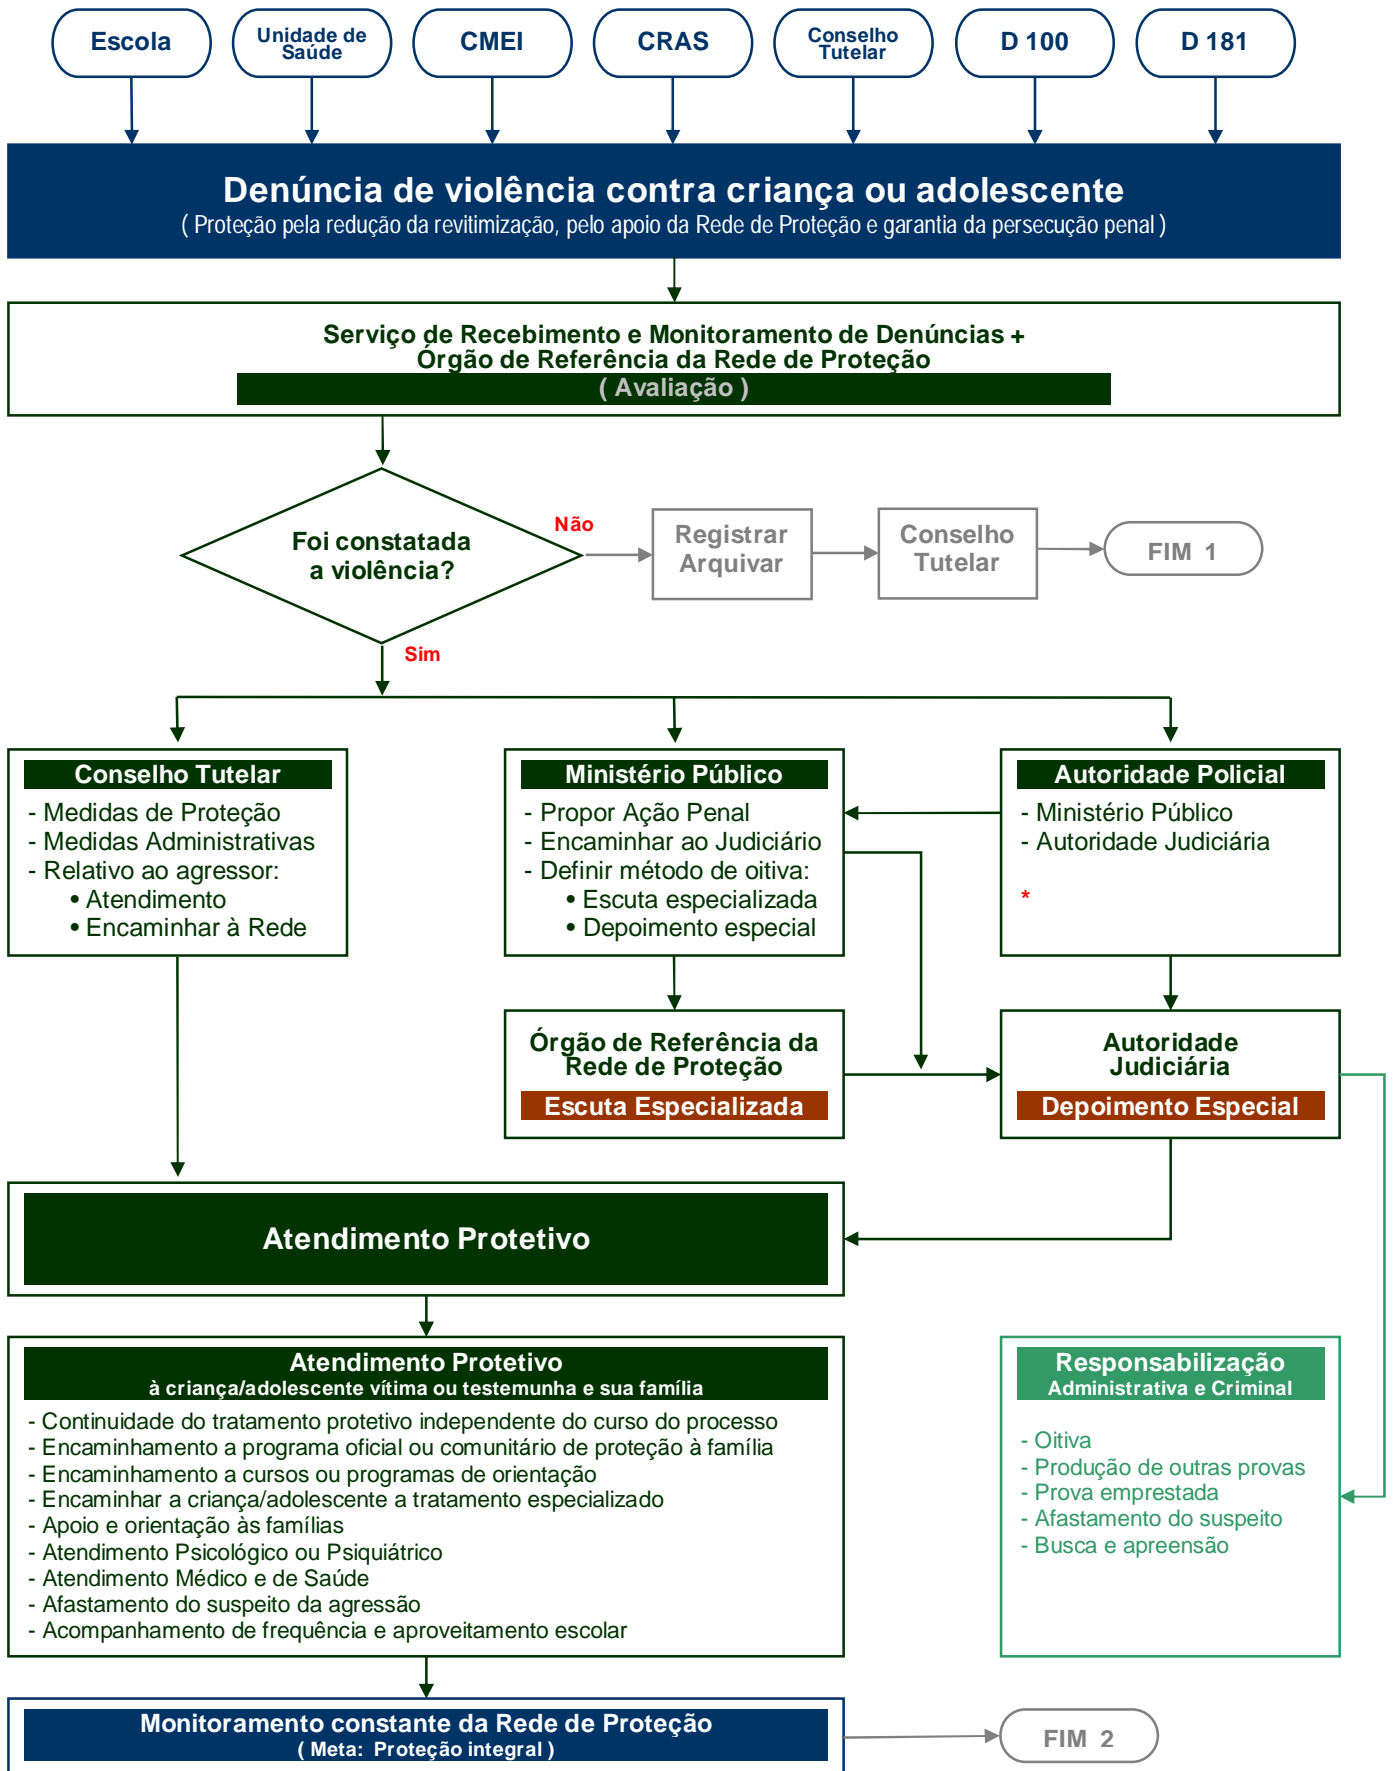 Escola
Unidade de
Saúde
CMEI
CRAS
Conselho
Tutelar
D 100
D 181
Denúncia de violência contra criança ou adolescente
( Proteção pela redução da revitimização, pelo apoio da Rede de Proteção e garantia da persecução penal )
Serviço de Recebimento e Monitoramento de Denúncias +
Órgão de Referência da Rede de Proteção
( Avaliação )
Foi constatada
a violência?
Não
Registrar
Arquivar
Conselho
Tutelar
FIM 1
Sim
Conselho Tutelar
- Medidas de Proteção
- Medidas Administrativas
- Relativo ao agressor:
• Atendimento
• Encaminhar à Rede
Ministério Público
- Propor Ação Penal
- Encaminhar ao Judiciário
- Definir método de oitiva:
• Escuta especializada
• Depoimento especial
Autoridade Policial
- Ministério Público
- Autoridade Judiciária
*
Órgão de Referência da
Rede de Proteção
Escuta Especializada
Autoridade
Judiciária
Depoimento Especial
Atendimento Protetivo
Atendimento Protetivo
à criança/adolescente vítima ou testemunha e sua família
- Continuidade do tratamento protetivo independente do curso do processo
- Encaminhamento a programa oficial ou comunitário de proteção à família
- Encaminhamento a cursos ou programas de orientação
- Encaminhar a criança/adolescente a tratamento especializado
- Apoio e orientação às famílias
- Atendimento Psicológico ou Psiquiátrico
- Atendimento Médico e de Saúde
- Afastamento do suspeito da agressão
- Acompanhamento de frequência e aproveitamento escolar
Responsabilização
Administrativa e Criminal
- Oitiva
- Produção de outras provas
- Prova emprestada
- Afastamento do suspeito
- Busca e apreensão
Monitoramento constante da Rede de Proteção
( Meta: Proteção integral )
FIM 2